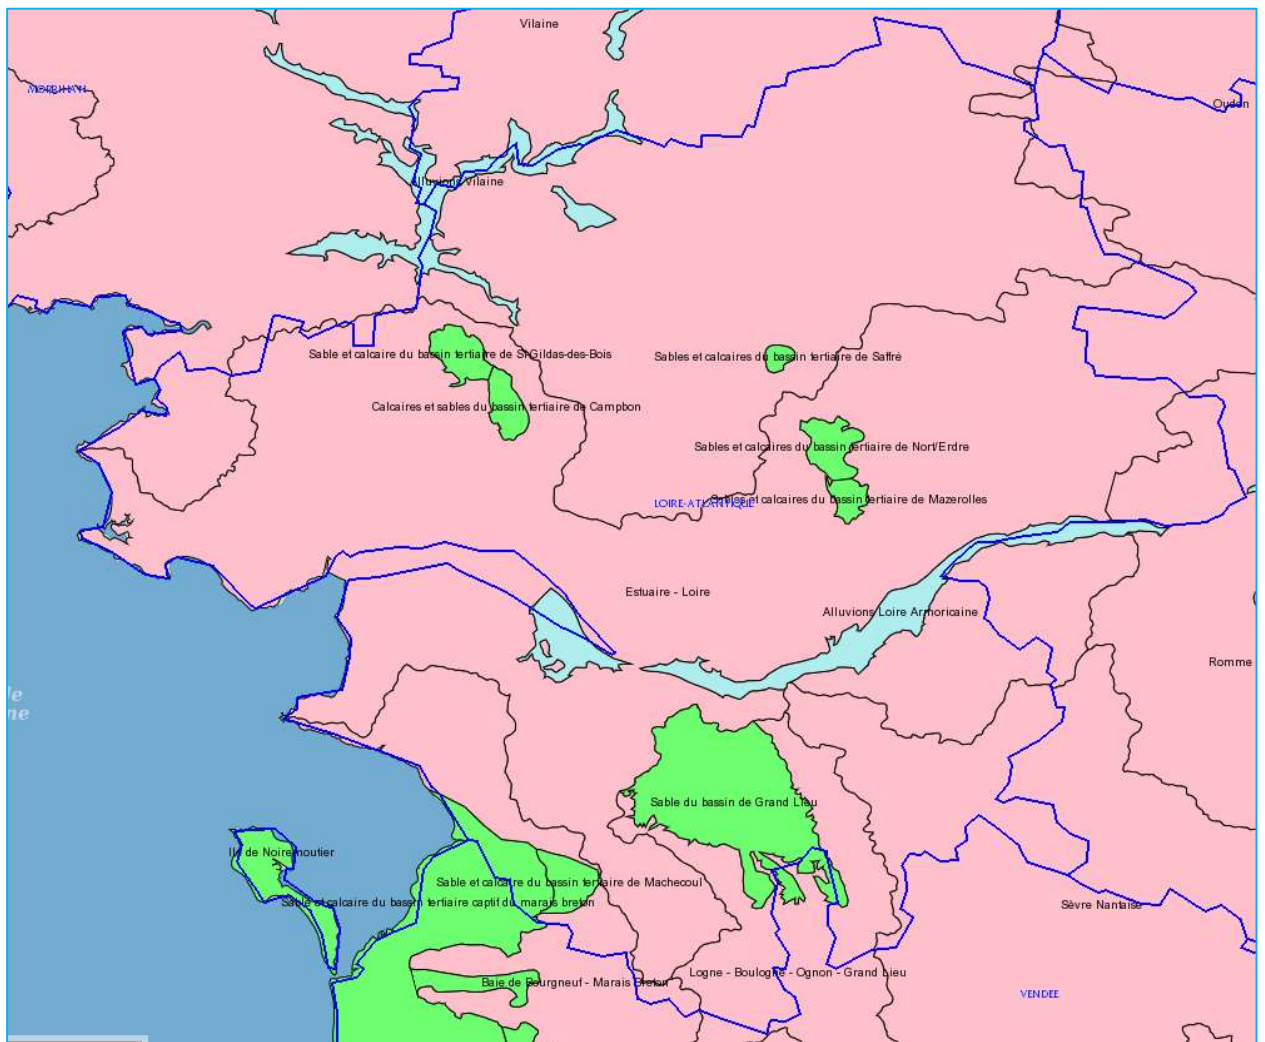 Vilaine
MORBIHAN
Oudon
Alluvions Vilaine
Sable et calcaire du bassin tertiaire de St Gildas-des-Bois
Sables et calcaires du bassin tertiaire de Saffré
Calcaires et sables du bassin tertiaire de Campbon
Sables et calcaires du bassin tertiaire de Nort/Erdre
Sables et calcaires du bassin tertiaire de Mazerolles
LOIRE-ATLANTIQUE
Estuaire - Loire
Alluvions Loire Armoricaine
Romme
le
ne
Sable du bassin de Grand Lieu
Ile de Noiremoutier
Sable et calcaire du bassin tertiaire de Machecoul
Sable et calcaire du bassin tertiaire captif du marais breton
Sèvre Nantaise
Logne - Boulogne - Ognon - Grand Lieu
Baie de Bourgneuf - Marais Breton
VENDEE